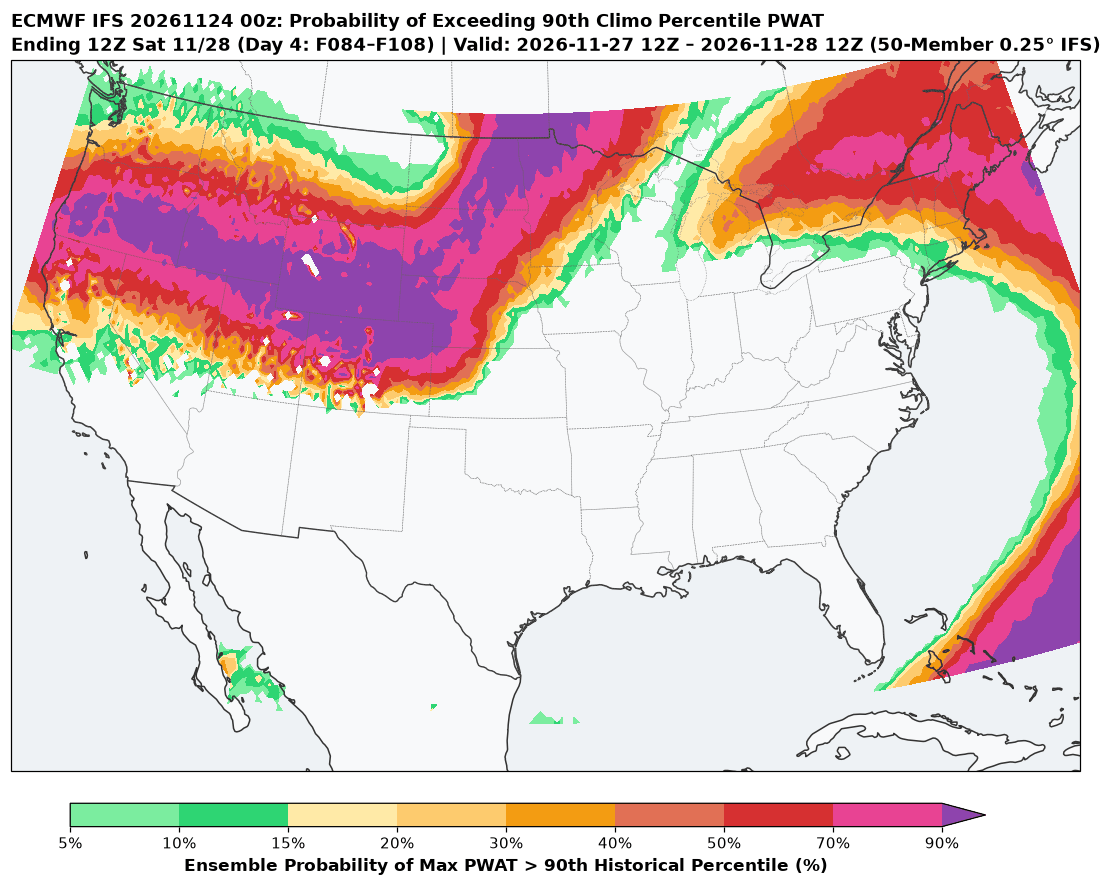 ECMWF IFS 20261124 00z: Probability of Exceeding 90th Climo Percentile PWAT
Ending 12Z Sat 11/28 (Day 4: F084–F108) | Valid: 2026-11-27 12Z – 2026-11-28 12Z (50-Member 0.25° IFS)
5% 10% 15% 20% 30% 40% 50% 70% 90%
Ensemble Probability of Max PWAT > 90th Historical Percentile (%)